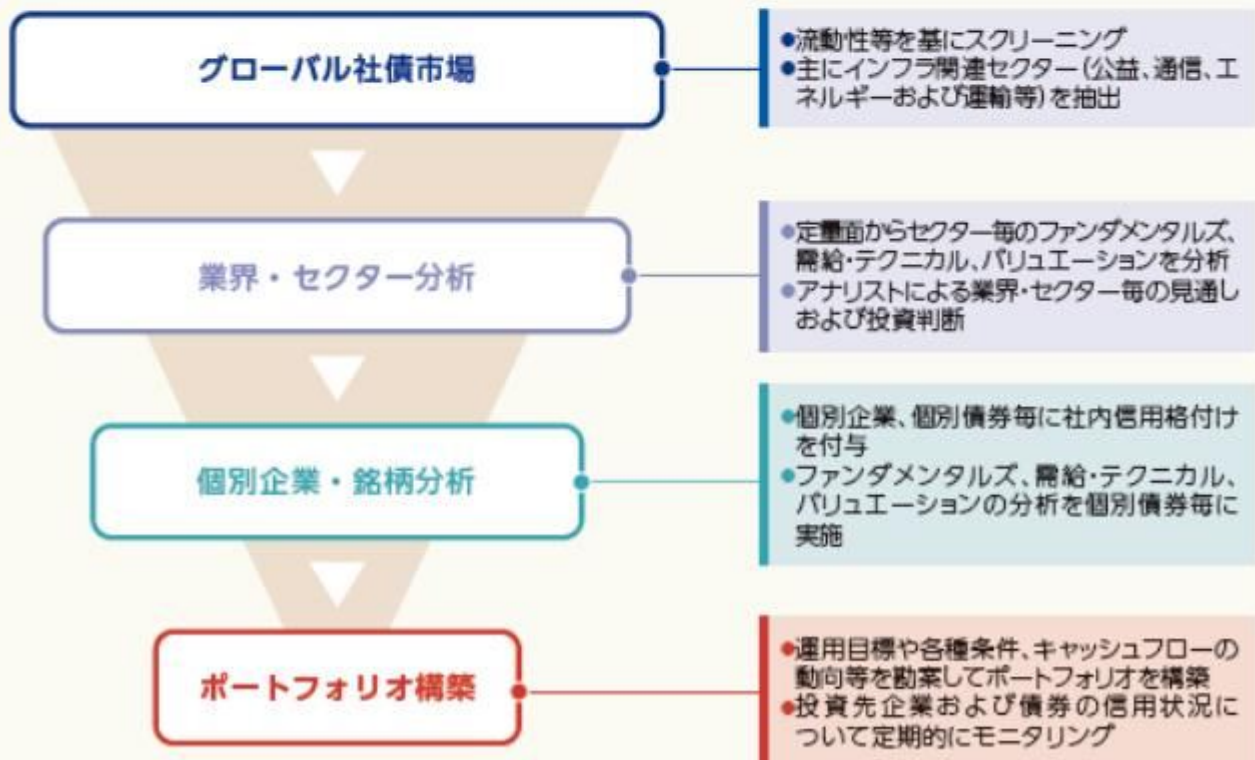 グローバル社債市場
●流動性等を基にスクリーニング
●主にインフラ関連セクター(公益、通信、エ
ネルギーおよび運輸等)を抽出
業界・セクター分析
●定量面からセクター毎のファンダメンタルズ、
需給・テクニカル、バリュエーションを分析
●アナリストによる業界・セクター毎の見通し
および投資判断
個別企業・銘柄分析
●個別企業、個別債券毎に社内信用格付け
を付与
●ファンダメンタルズ、需給・テクニカル、
バリュエーションの分析を個別債券毎に
実施
ポートフォリオ構築
●運用目標や各種条件、キャッシュフローの
動向等を勘案してポートフォリオを構築
●投資先企業および債券の信用状況に
ついて定期的にモニタリング